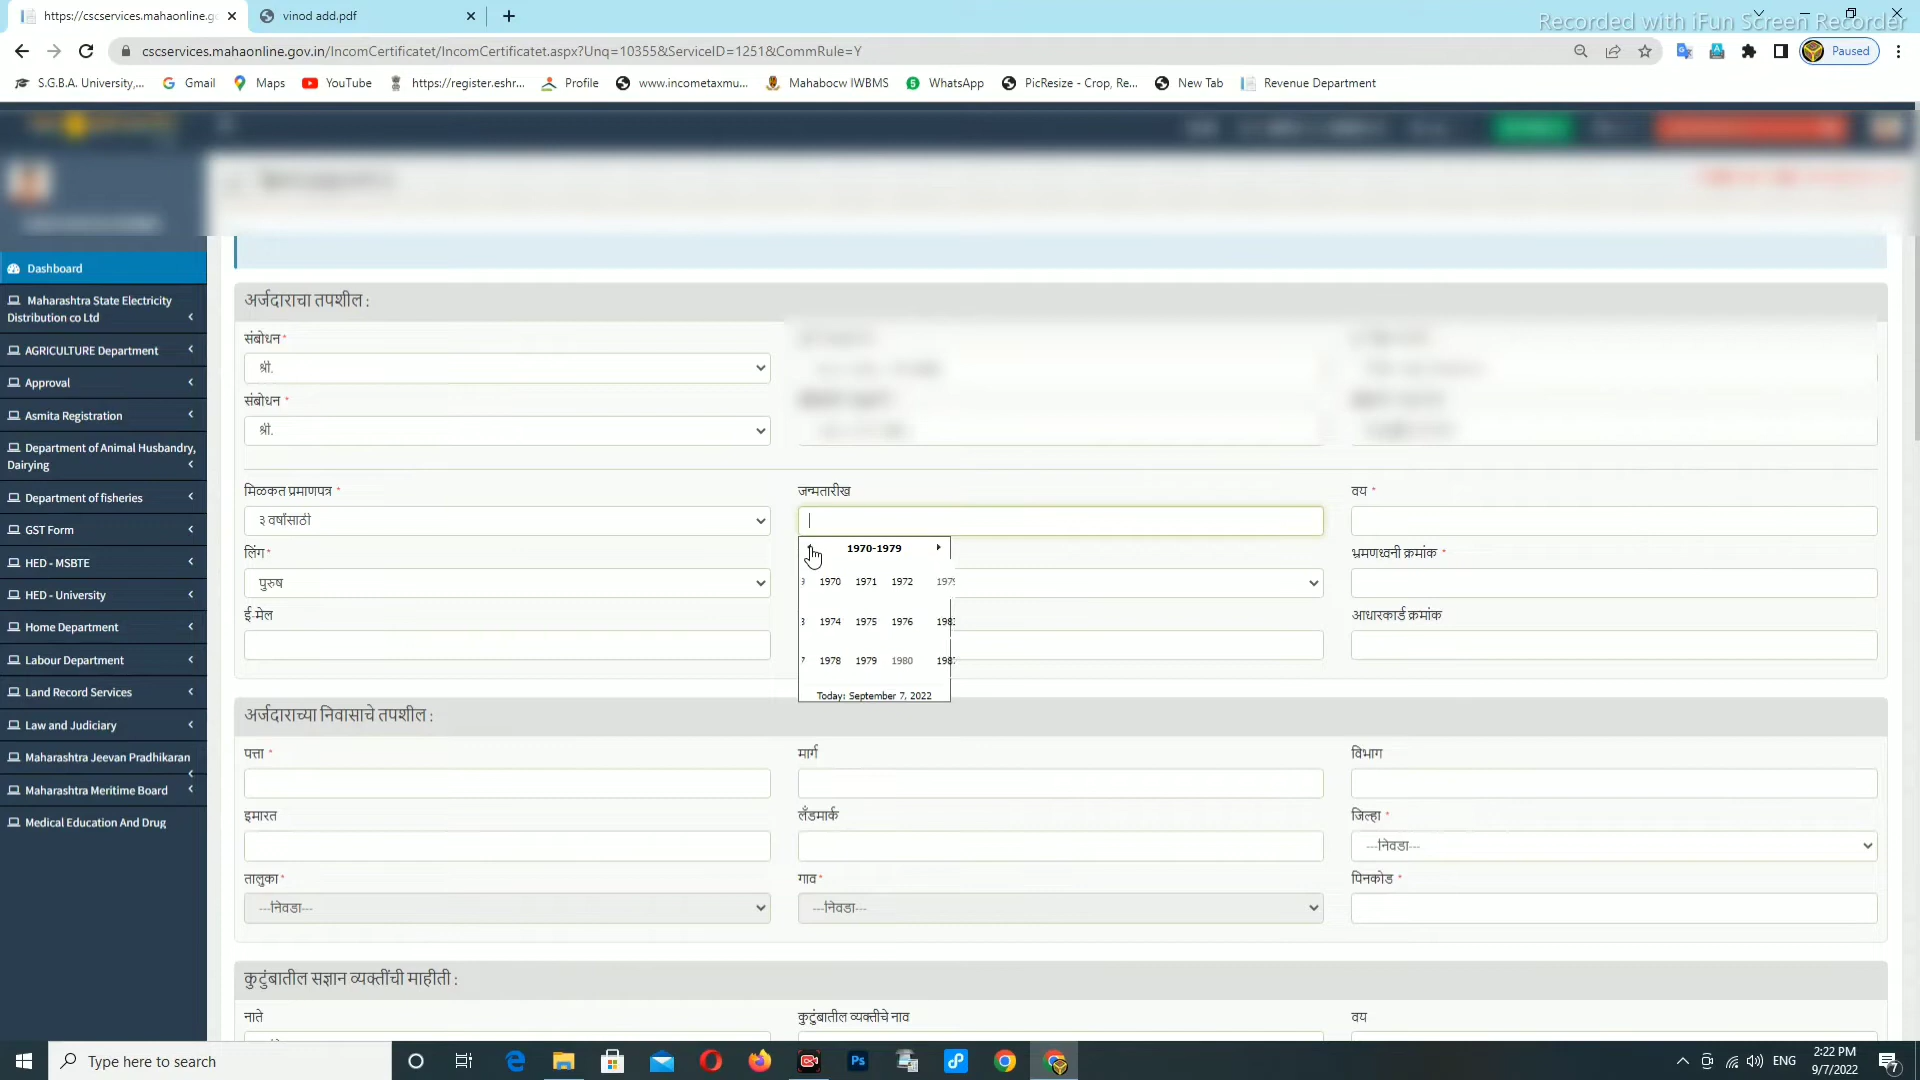 https://cscservices.mahaonline.g
vinod add.pdf
Recorded with iFun Screen Recorder
cscservices.mahaonline.gov.in/IncomCertificatet/IncomCertificatet.aspx?Unq=10355&ServiceID=1251&CommRule=Y
Paused
S.G.B.A. University,... Gmail Maps YouTube https://register.eshr... Profile www.incometaxmu... Mahabocw IWBMS WhatsApp PicResize - Crop, Re... New Tab Revenue Department
Dashboard
Maharashtra State Electricity
Distribution co Ltd
AGRICULTURE Department
Approval
Asmita Registration
Department of Animal Husbandry,
Dairying
Department of fisheries
GST Form
HED - MSBTE
HED - University
Home Department
Labour Department
Land Record Services
Law and Judiciary
Maharashtra Jeevan Pradhikaran
Maharashtra Meritime Board
Medical Education And Drug
अर्जदाराचा तपशील :
संबोधन *
श्री.
संबोधन *
श्री.
मिळकत प्रमाणपत्र * जन्मतारीख वय *
३ वर्षांसाठी
1970-1979
लिंग * भ्रमणध्वनी क्रमांक *
पुरुष
1970 1971 1972
ई-मेल आधारकार्ड क्रमांक
1974 1975 1976
1978 1979 1980
Today: September 7, 2022
अर्जदाराच्या निवासाचे तपशील :
पत्ता * मार्ग विभाग
इमारत लँडमार्क जिल्हा *
---निवडा---
तालुका * गाव * पिनकोड *
---निवडा--- ---निवडा---
कुटुंबातील सज्ञान व्यक्तींची माहीती :
नाते कुटुंबातील व्यक्तीचे नाव वय
Type here to search
ENG
2:22 PM
9/7/2022
7